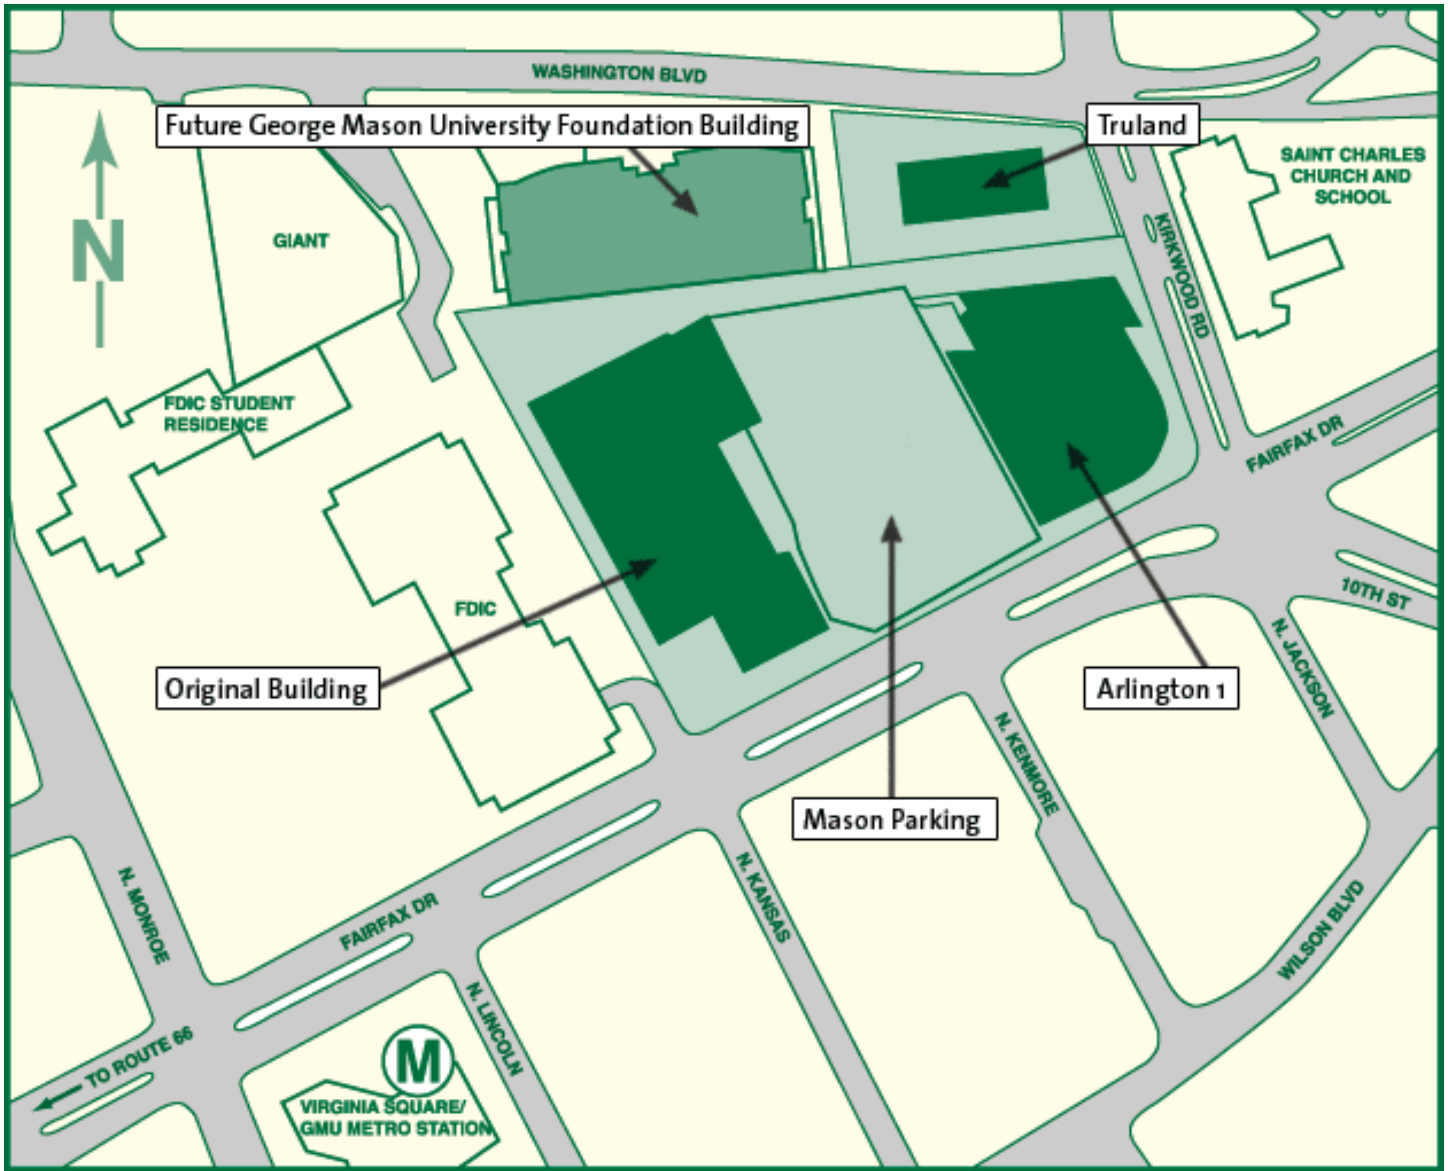 WASHINGTON BLVD
Future George Mason University Foundation Building
Truland
SAINT CHARLES
CHURCH AND
SCHOOL
N
GIANT
KIRKWOOD RD
FDIC STUDENT
RESIDENCE
FAIRFAX DR
10TH ST
FDIC
N. JACKSON
Original Building
Arlington 1
N. KENMORE
Mason Parking
N. KANSAS
N. MONROE
FAIRFAX DR
WILSON BLVD
N. LINCOLN
TO ROUTE 66
M
VIRGINIA SQUARE/
GMU METRO STATION